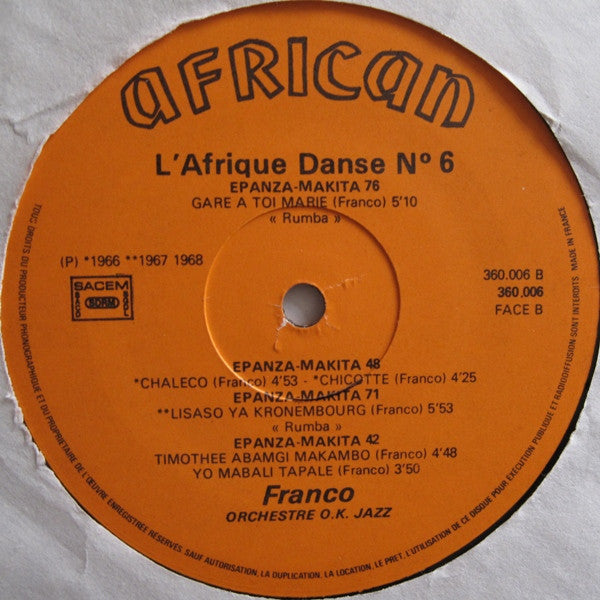 AFRICAN
L'Afrique Danse Nº 6
EPANZA-MAKITA 76
GARE A TOI MARIE (Franco) 5'10
« Rumba »
(P) *1966 **1967 1968
SACEM
SACD
BDRM
SGDL
360.006 B
360.006
FACE B
EPANZA-MAKITA 48
*CHALECO (Franco) 4'53 - *CHICOTTE (Franco) 4'25
EPANZA-MAKITA 71
**LISASO YA KRONEMBOURG (Franco) 5'53
« Rumba »
EPANZA-MAKITA 42
TIMOTHEE ABAMGI MAKAMBO (Franco) 4'48
YO MABALI TAPALE (Franco) 3'50
Franco
ORCHESTRE O.K. JAZZ
TOUS DROITS DU PRODUCTEUR PHONOGRAPHIQUE ET DU PROPRIETAIRE DE L'ŒUVRE ENREGISTREE RESERVES. SAUF AUTORISATION, LA DUPLICATION, LA LOCATION, LE PRET, L'UTILISATION DE CE DISQUE POUR EXECUTION PUBLIQUE ET RADIODIFFUSION SONT INTERDITS MADE IN FRANCE